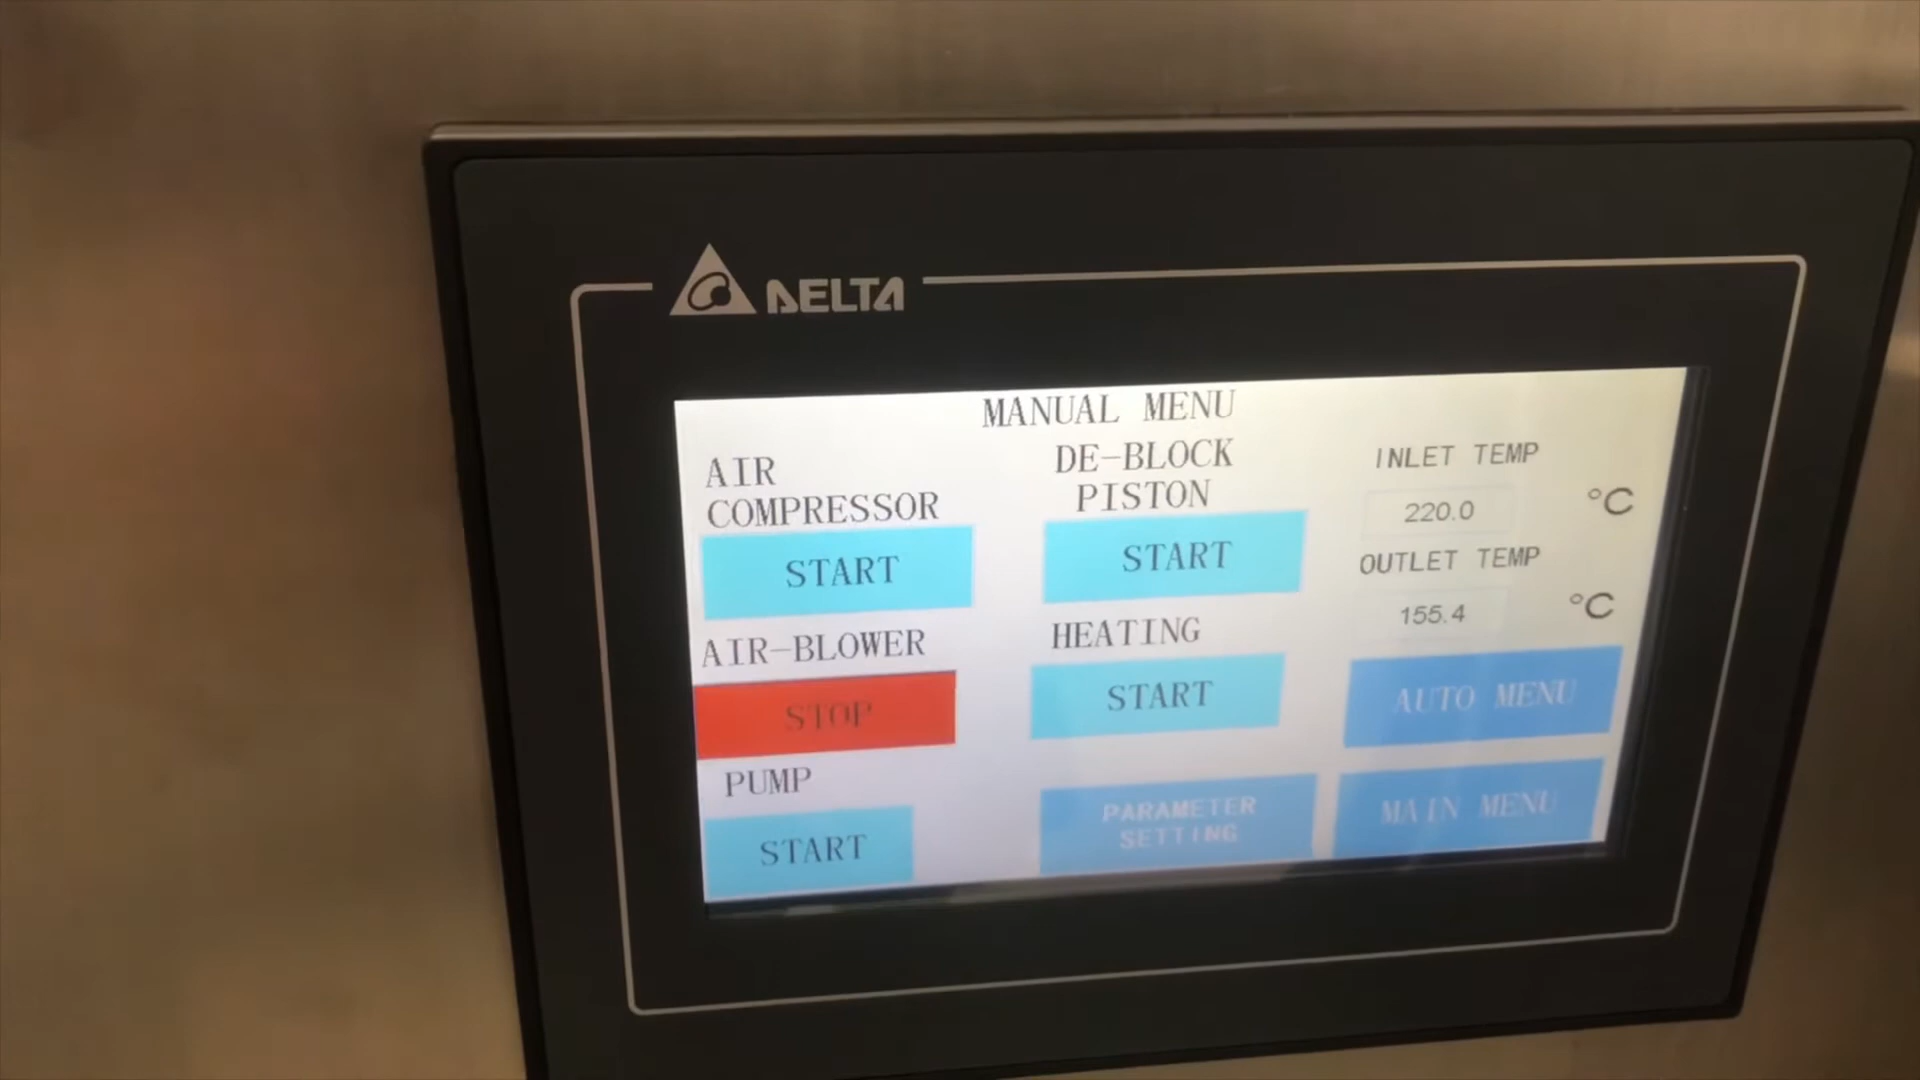 DELTA
MANUAL MENU
AIR
COMPRESSOR
START
DE-BLOCK
PISTON
START
INLET TEMP
220.0 °C
OUTLET TEMP
155.4 °C
AIR-BLOWER
STOP
HEATING
START
AUTO MENU
PUMP
START
PARAMETER
SETTING
MAIN MENU